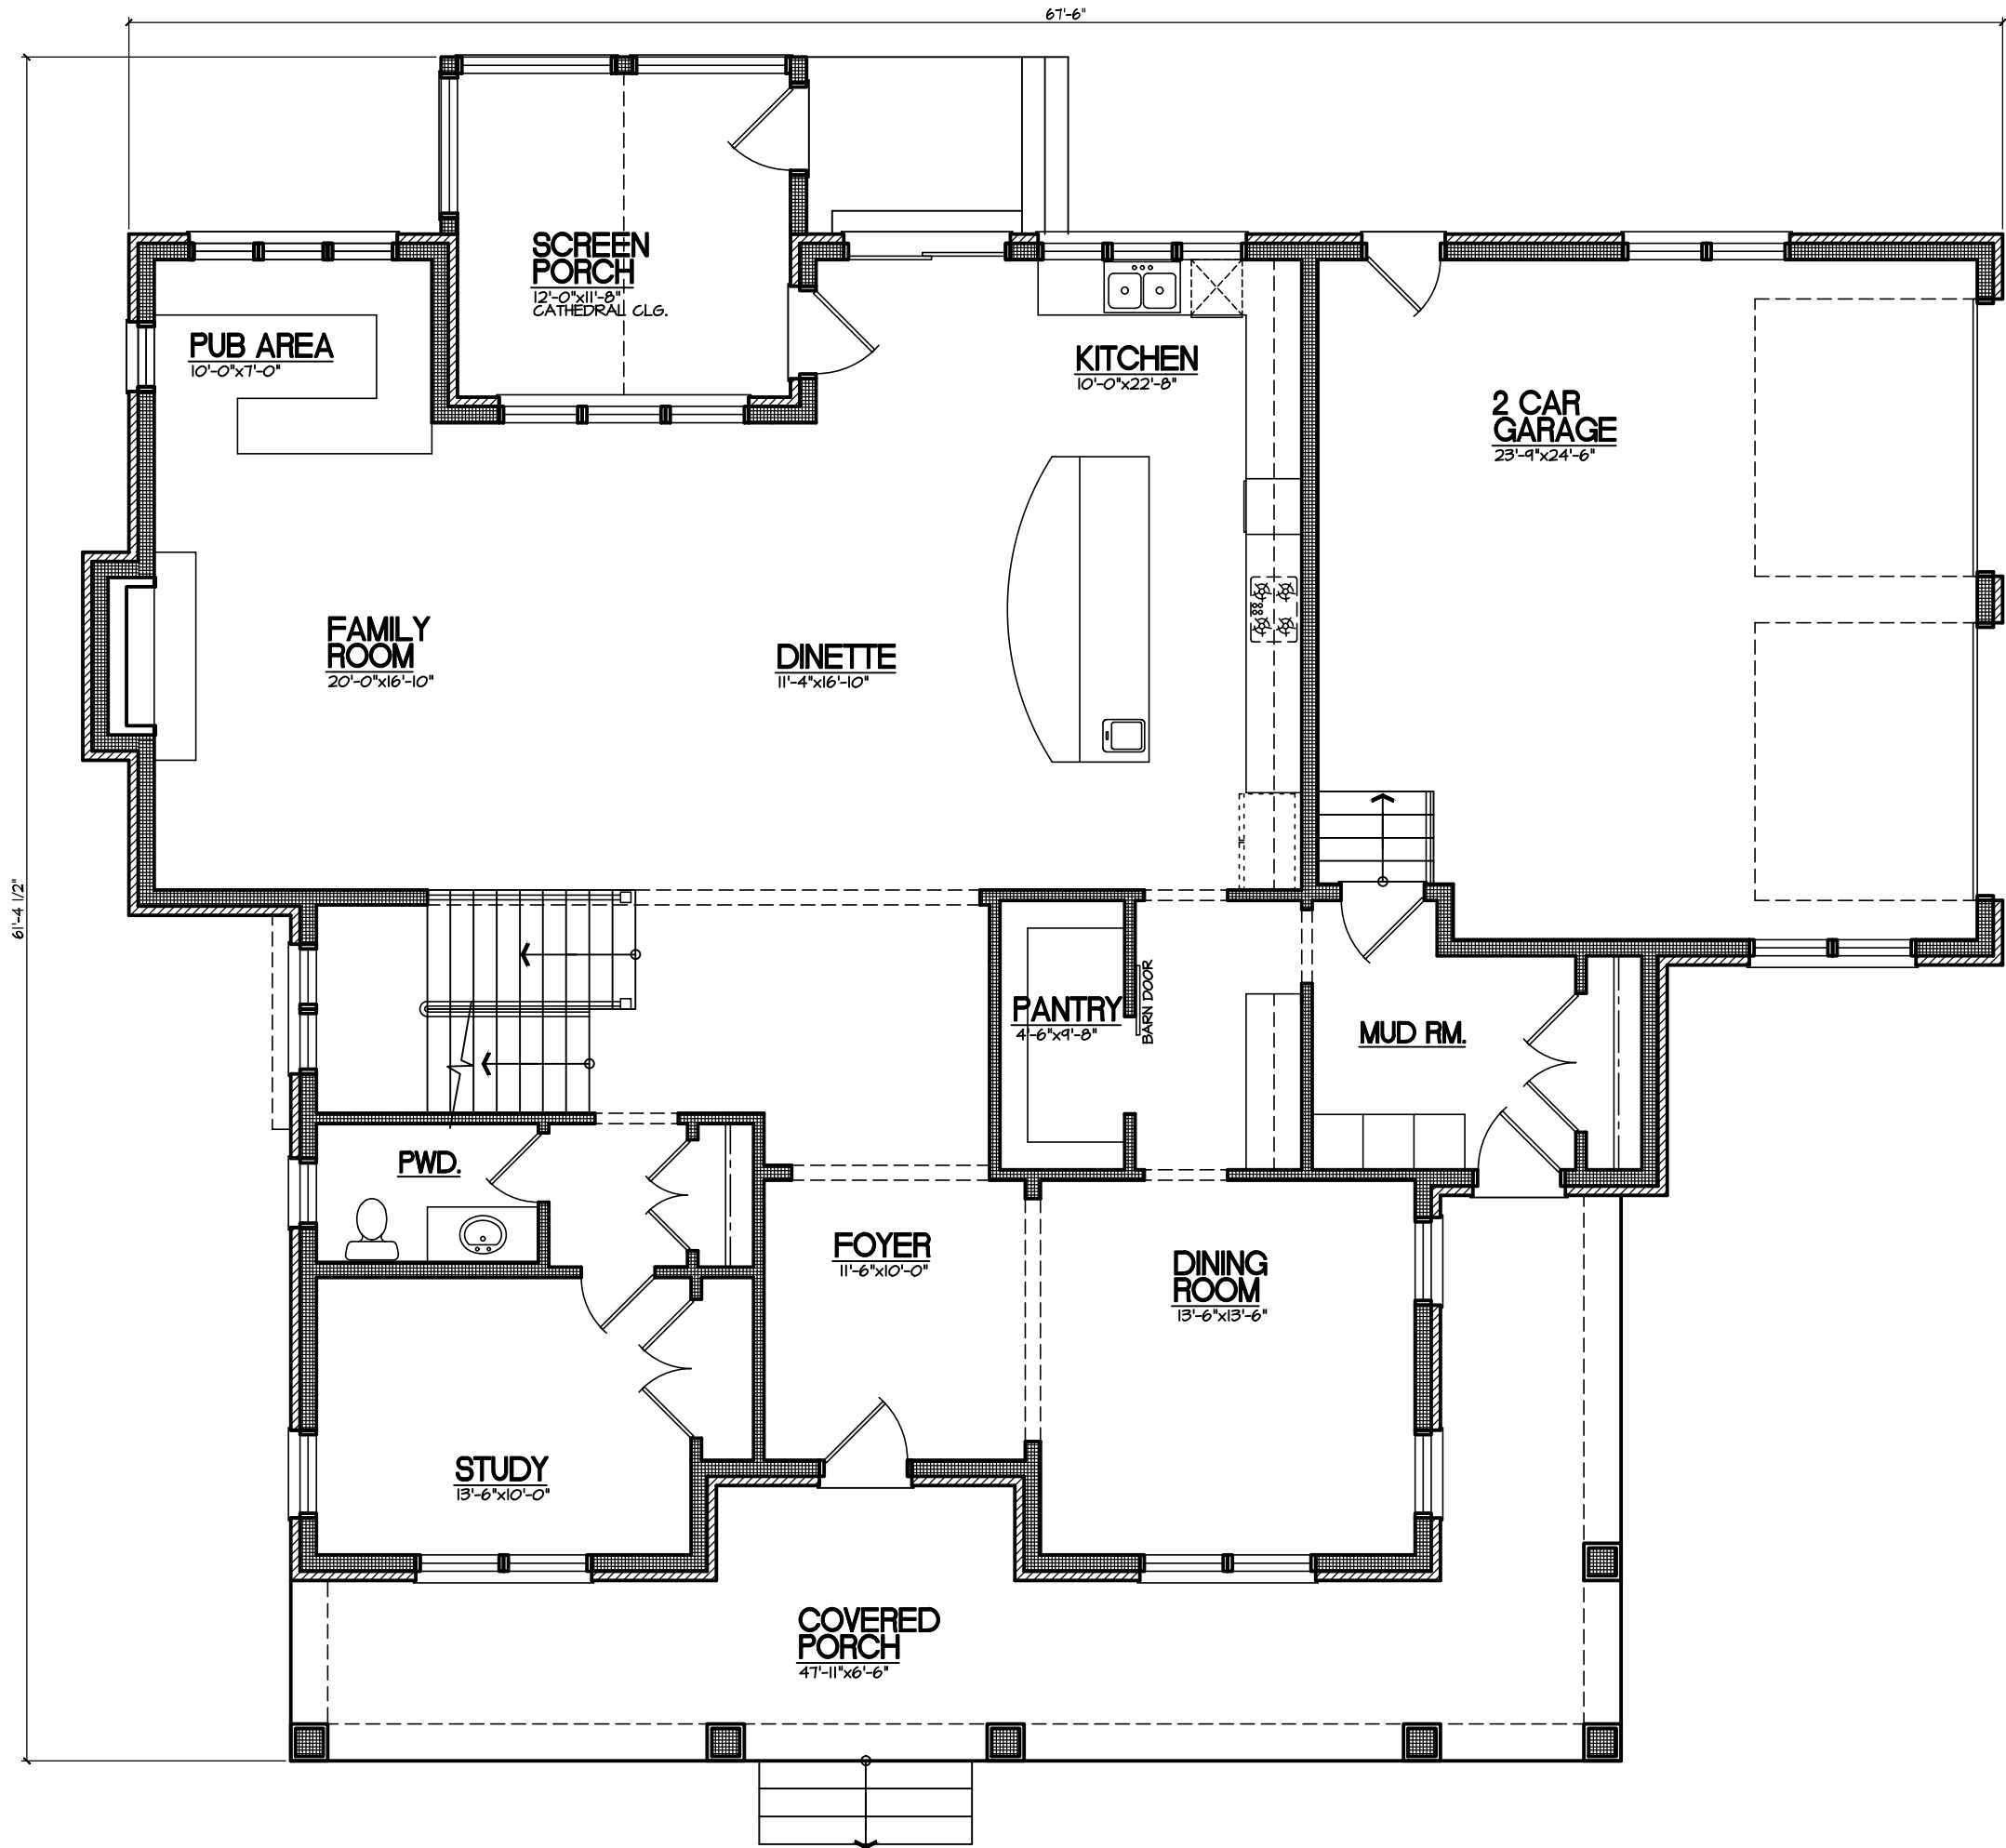 67'-6"
SCREEN
PORCH
12'-0"x11'-8"
CATHEDRAL CLG.
PUB AREA
10'-0"x7'-0"
KITCHEN
10'-0"x22'-8"
2 CAR
GARAGE
23'-9"x24'-6"
FAMILY
ROOM
20'-0"x16'-10"
DINETTE
11'-4"x16'-10"
61'-4 1/2"
PANTRY
4'-6"x9'-8"
BARN DOOR
MUD RM.
PWD.
FOYER
11'-6"x10'-0"
DINING
ROOM
13'-6"x13'-6"
STUDY
13'-6"x10'-0"
COVERED
PORCH
47'-11"x6'-6"